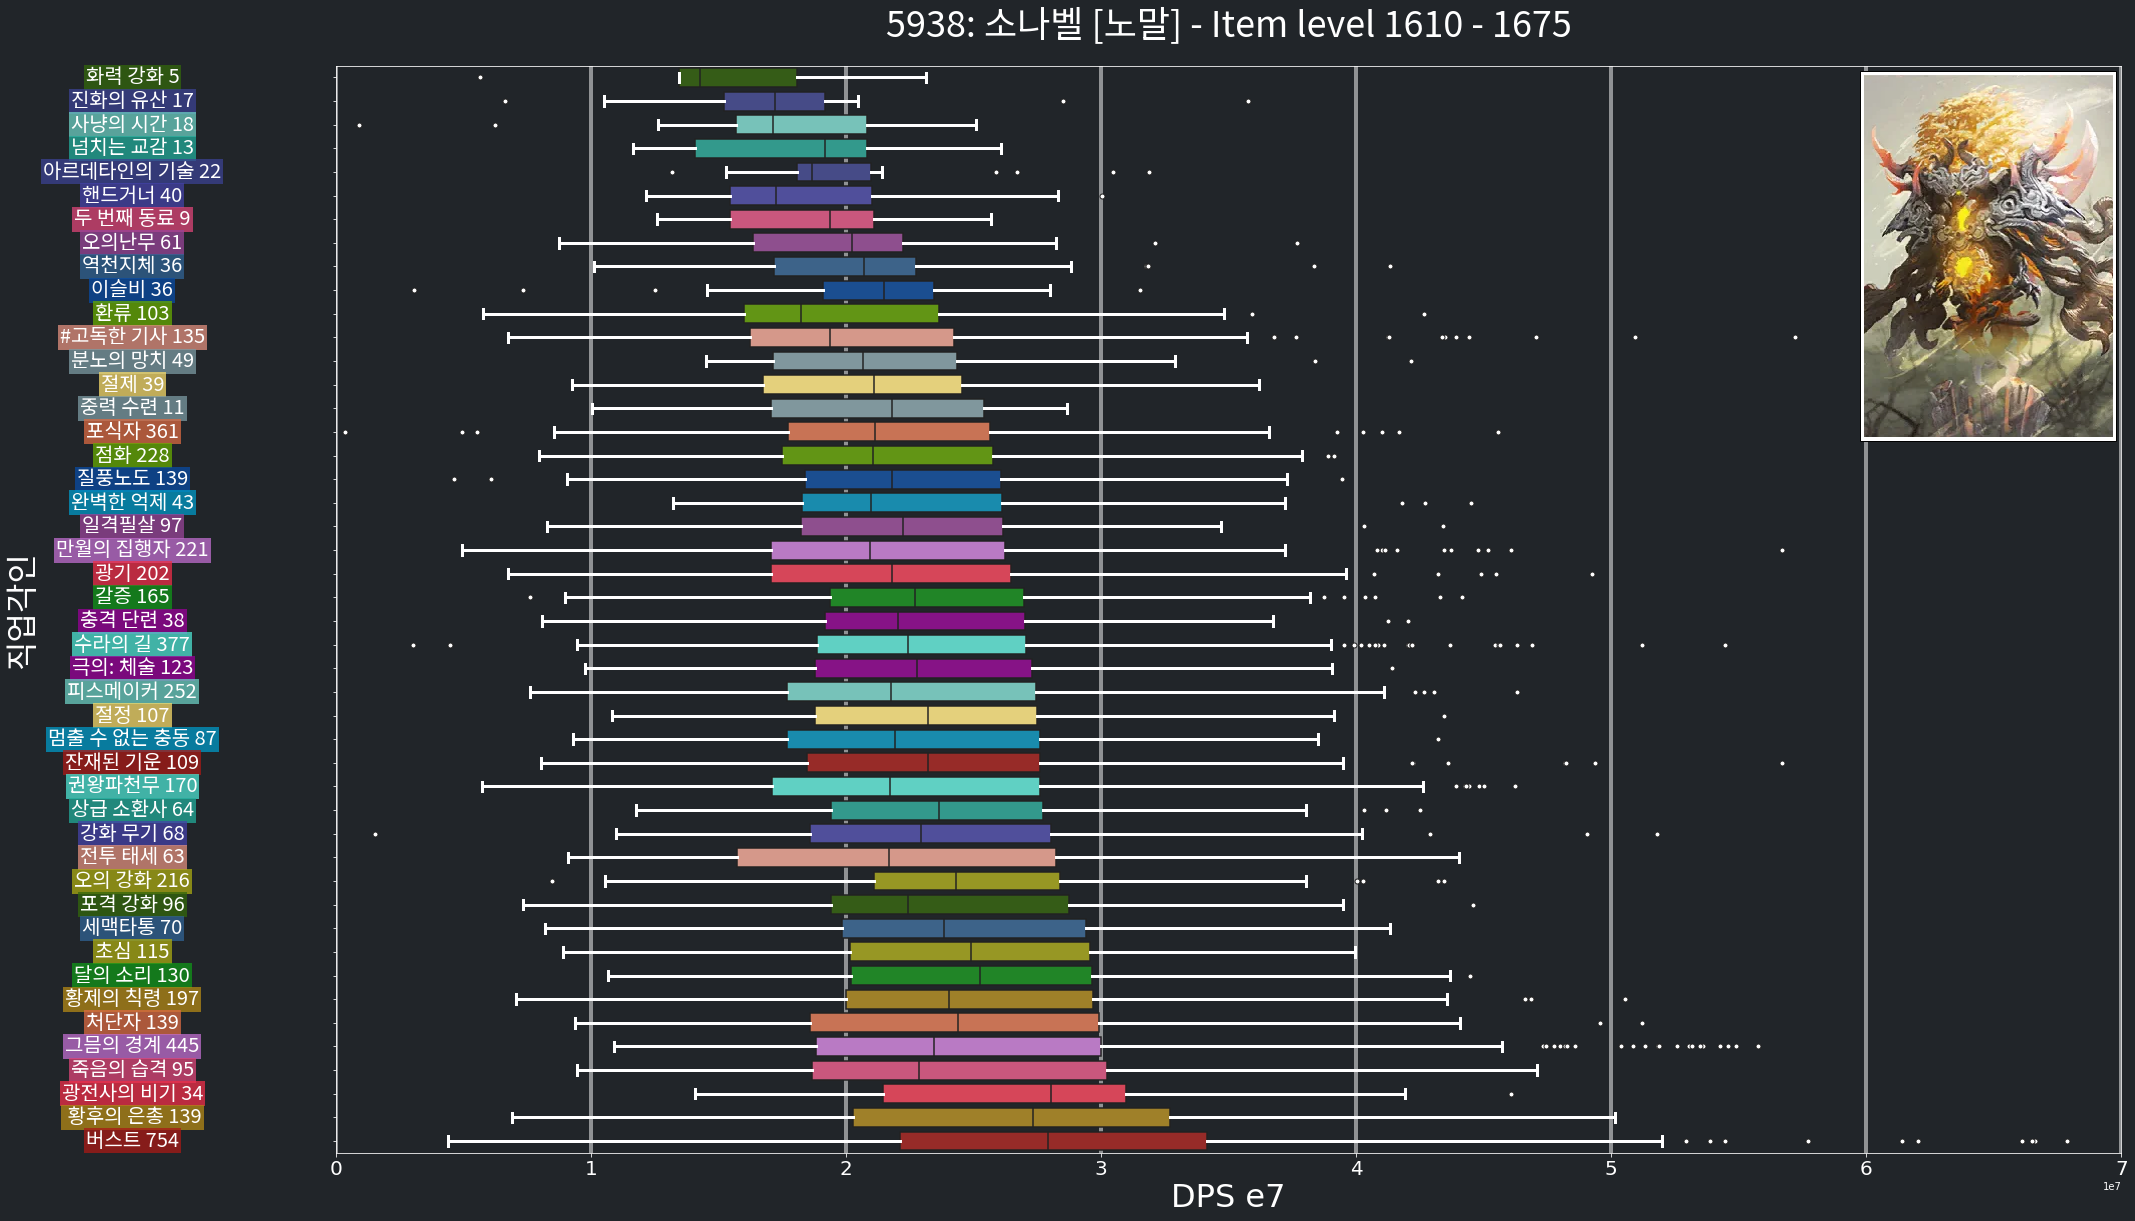 5938: 소나벨 [노말] - Item level 1610 - 1675
화력 강화 5
진화의 유산 17
사냥의 시간 18
넘치는 교감 13
아르데타인의 기술 22
핸드거너 40
두 번째 동료 9
오의난무 61
역천지체 36
이슬비 36
환류 103
#고독한 기사 135
분노의 망치 49
절제 39
중력 수련 11
포식자 361
점화 228
질풍노도 139
완벽한 억제 43
일격필살 97
만월의 집행자 221
광기 202
갈증 165
충격 단련 38
수라의 길 377
극의: 체술 123
피스메이커 252
절정 107
멈출 수 없는 충동 87
잔재된 기운 109
권왕파천무 170
상급 소환사 64
강화 무기 68
전투 태세 63
오의 강화 216
포격 강화 96
세맥타통 70
초심 115
달의 소리 130
황제의 칙령 197
처단자 139
그믐의 경계 445
죽음의 습격 95
광전사의 비기 34
황후의 은총 139
버스트 754
직업각인
0 1 2 3 4 5 6 7
1e7
DPS e7